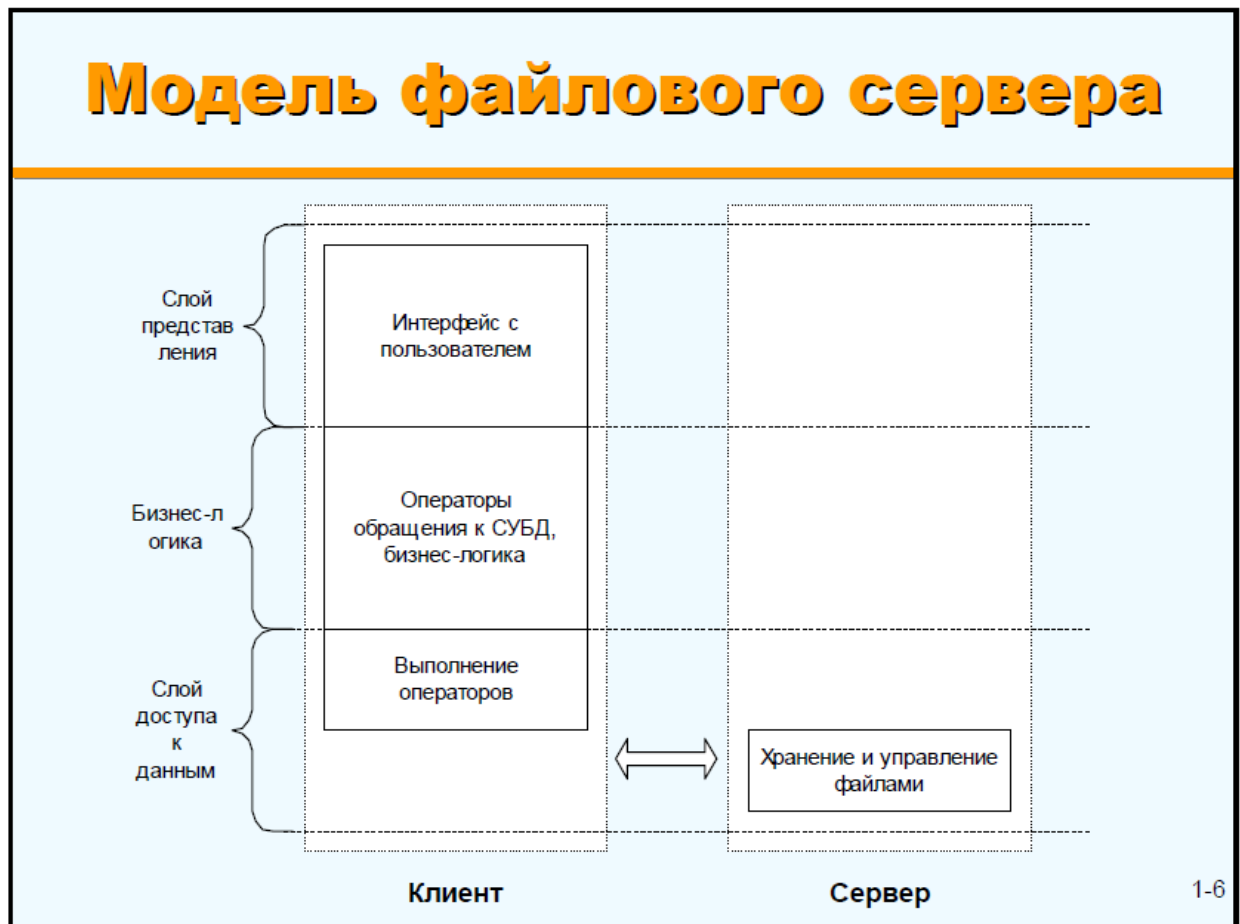 Модель файлового сервера
Слой
представ
ления
Интерфейс с
пользователем
Бизнес-л
огика
Операторы
обращения к СУБД,
бизнес-логика
Слой
доступа
к
данным
Выполнение
операторов
Хранение и управление
файлами
Клиент
Сервер
1-6